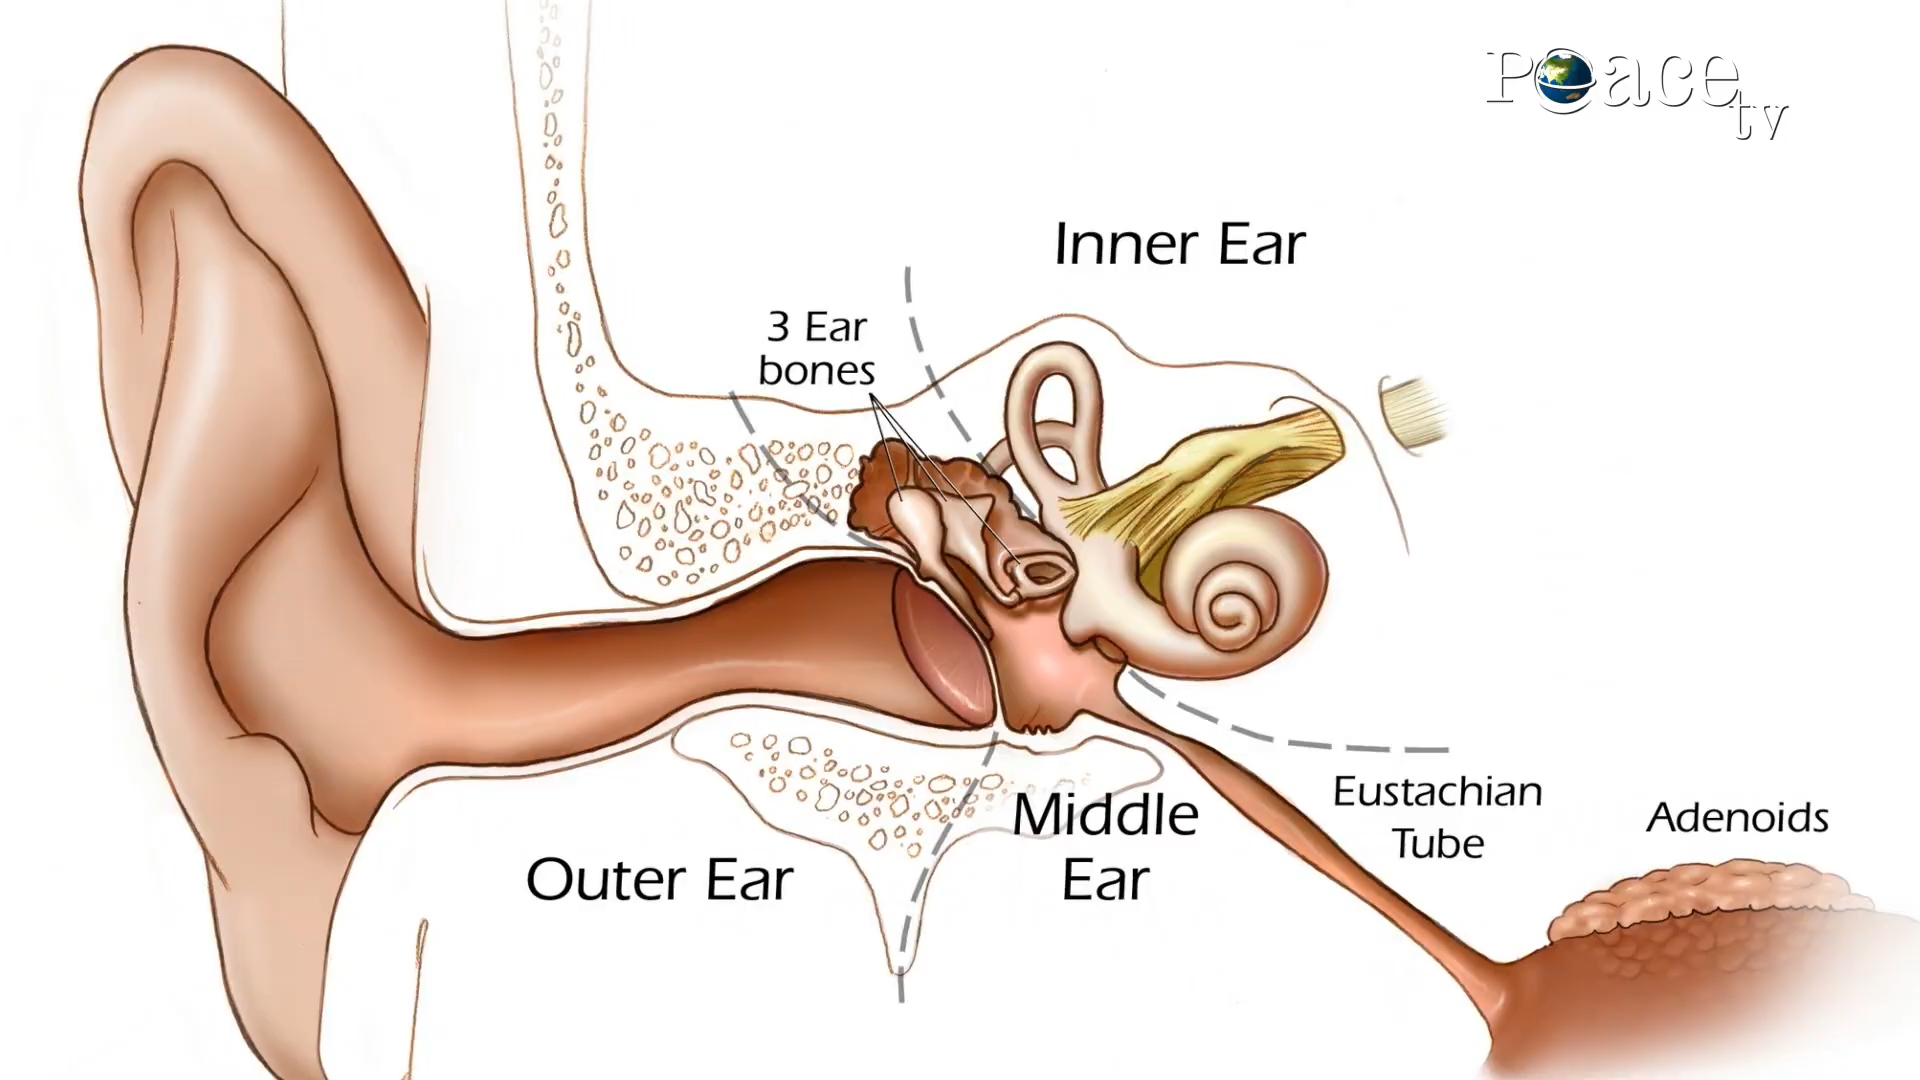 Peace
tv
Inner Ear
3 Ear
bones
Eustachian
Tube
Adenoids
Middle
Ear
Outer Ear